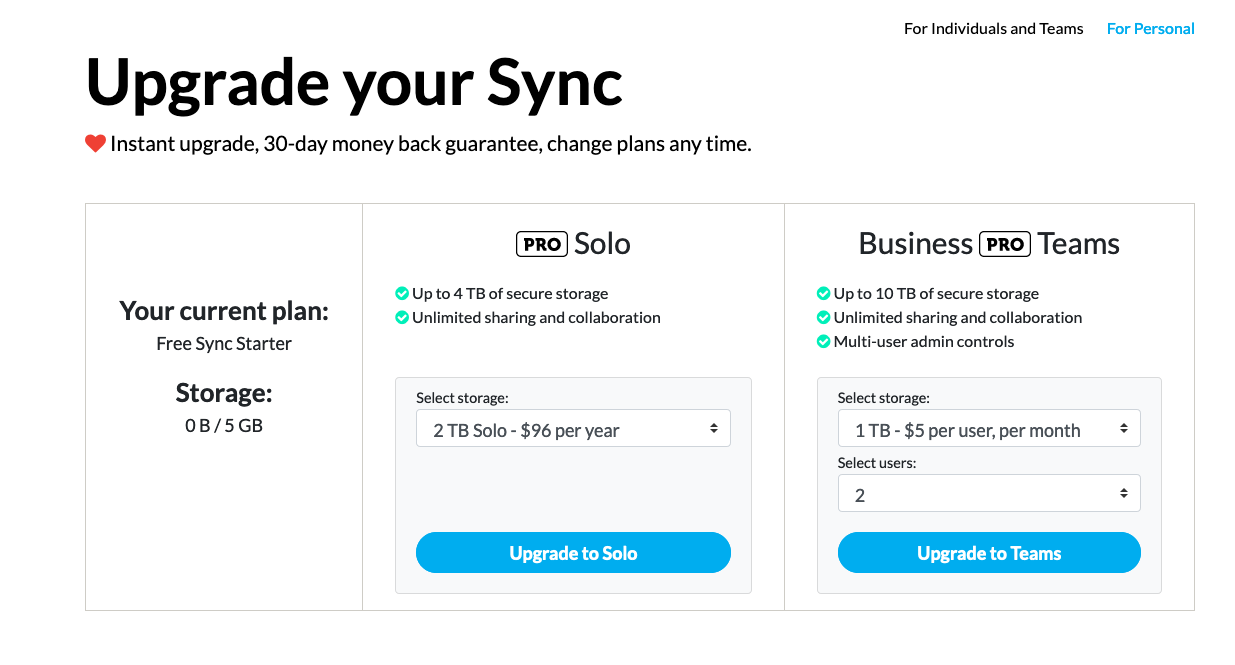 For Individuals and Teams For Personal
Upgrade your Sync
Instant upgrade, 30-day money back guarantee, change plans any time.
Your current plan:
Free Sync Starter
Storage:
0 B / 5 GB
PRO Solo
Up to 4 TB of secure storage
Unlimited sharing and collaboration
Select storage:
2 TB Solo - $96 per year
Upgrade to Solo
Business PRO Teams
Up to 10 TB of secure storage
Unlimited sharing and collaboration
Multi-user admin controls
Select storage:
1 TB - $5 per user, per month
Select users:
2
Upgrade to Teams